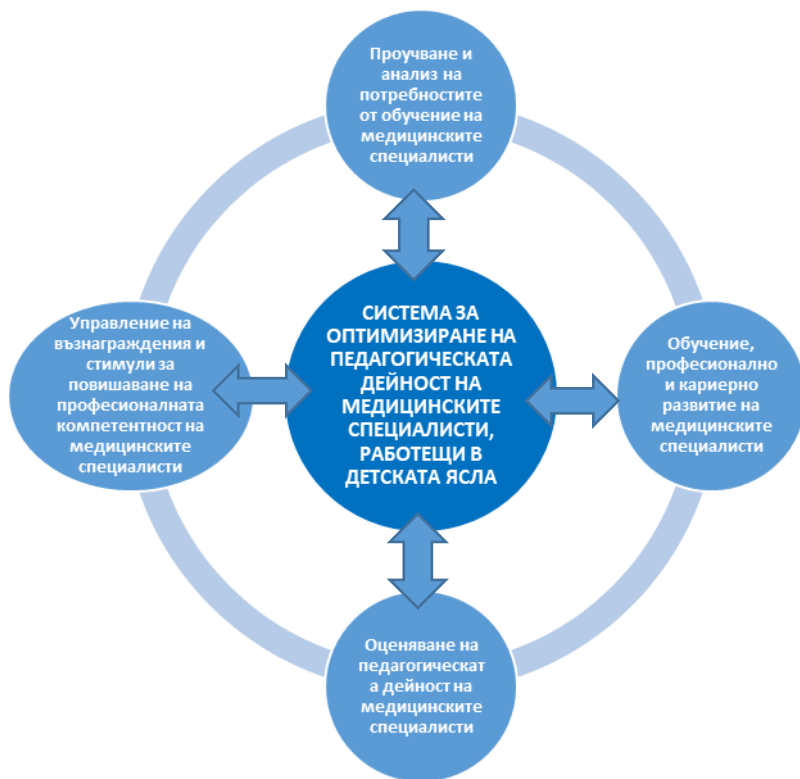 Проучване и
анализ на
потребностите
от обучение на
медицинските
специалисти
СИСТЕМА ЗА
ОПТИМИЗИРАНЕ НА
ПЕДАГОГИЧЕСКАТА
ДЕЙНОСТ НА
МЕДИЦИНСКИТЕ
СПЕЦИАЛИСТИ,
РАБОТЕЩИ В
ДЕТСКАТА ЯСЛА
Обучение,
професионално
и кариерно
развитие на
медицинските
специалисти
Оценяване на
педагогическат
а дейност на
медицинските
специалисти
Управление на
възнаграждения и
стимули за
повишаване на
професионалната
компетентност на
медицинските
специалисти